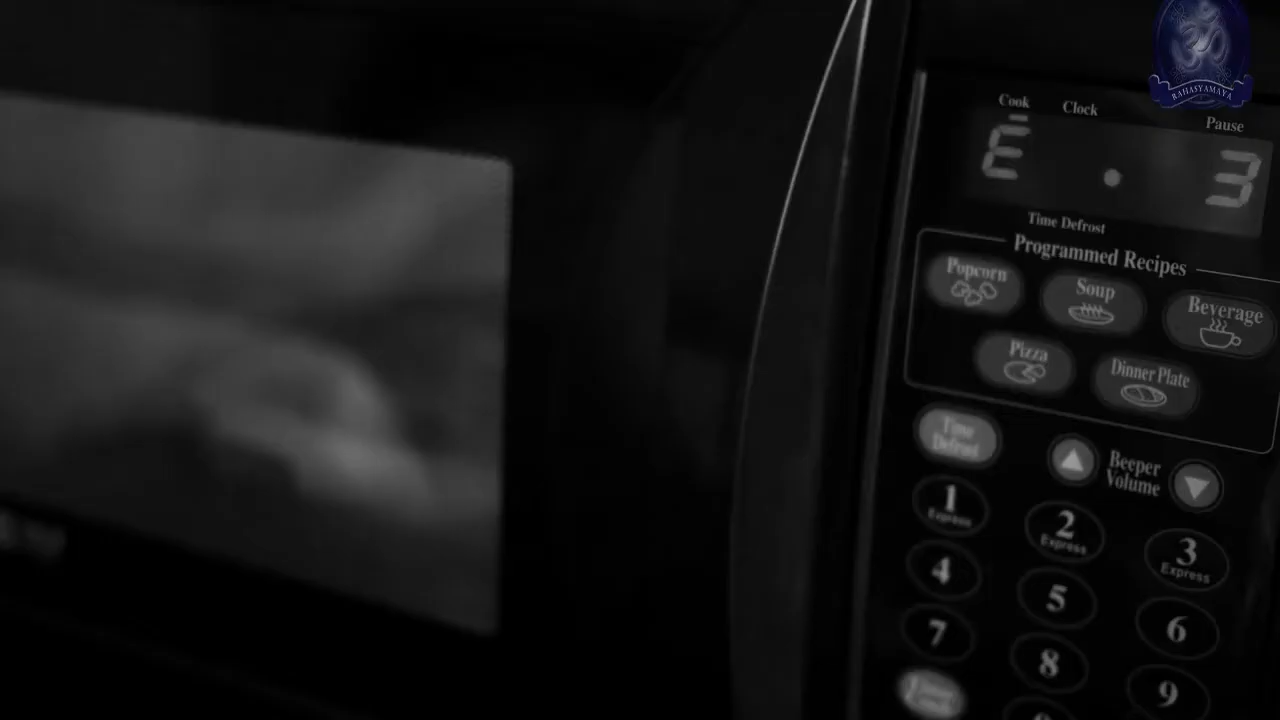 RAHASYAMAYA
Cook Clock Pause
E . 3
Time Defrost
Programmed Recipes
Popcorn Soup Beverage
Pizza Dinner Plate
Time
Defrost
Beeper
Volume
1 2 3
Express Express Express
4 5 6
7 8 9